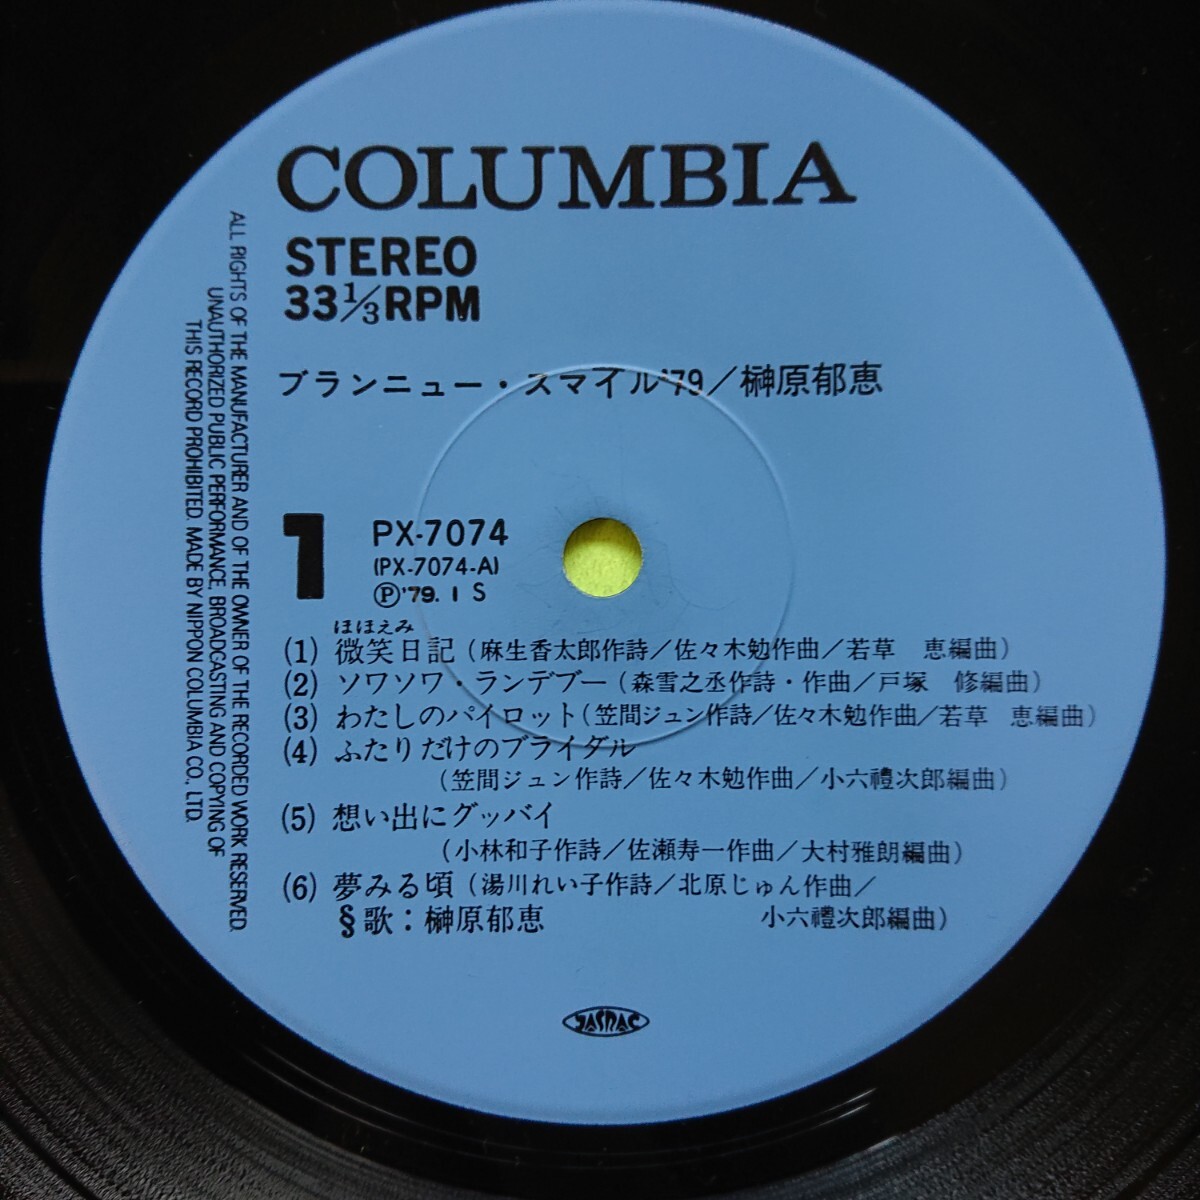 COLUMBIA
STEREO
33 1/3 RPM
ブランニュー・スマイル'79／榊原郁恵
1
PX-7074
(PX-7074-A)
Ⓟ'79. 1 S
ほほえみ
(1) 微笑日記(麻生香太郎作詩／佐々木勉作曲／若草　恵編曲)
(2) ソワソワ・ランデブー(森雪之丞作詩・作曲／戸塚　修編曲)
(3) わたしのパイロット(笠間ジュン作詩／佐々木勉作曲／若草　恵編曲)
(4) ふたりだけのブライダル
(笠間ジュン作詩／佐々木勉作曲／小六禮次郎編曲)
(5) 想い出にグッバイ
(小林和子作詩／佐瀬寿一作曲／大村雅朗編曲)
(6) 夢みる頃(湯川れい子作詩／北原じゅん作曲／
小六禮次郎編曲)
§歌：榊原郁恵
JASRAC
ALL RIGHTS OF THE MANUFACTURER AND OF THE OWNER OF THE RECORDED WORK RESERVED.
UNAUTHORIZED PUBLIC PERFORMANCE, BROADCASTING AND COPYING OF
THIS RECORD PROHIBITED. MADE BY NIPPON COLUMBIA CO., LTD.